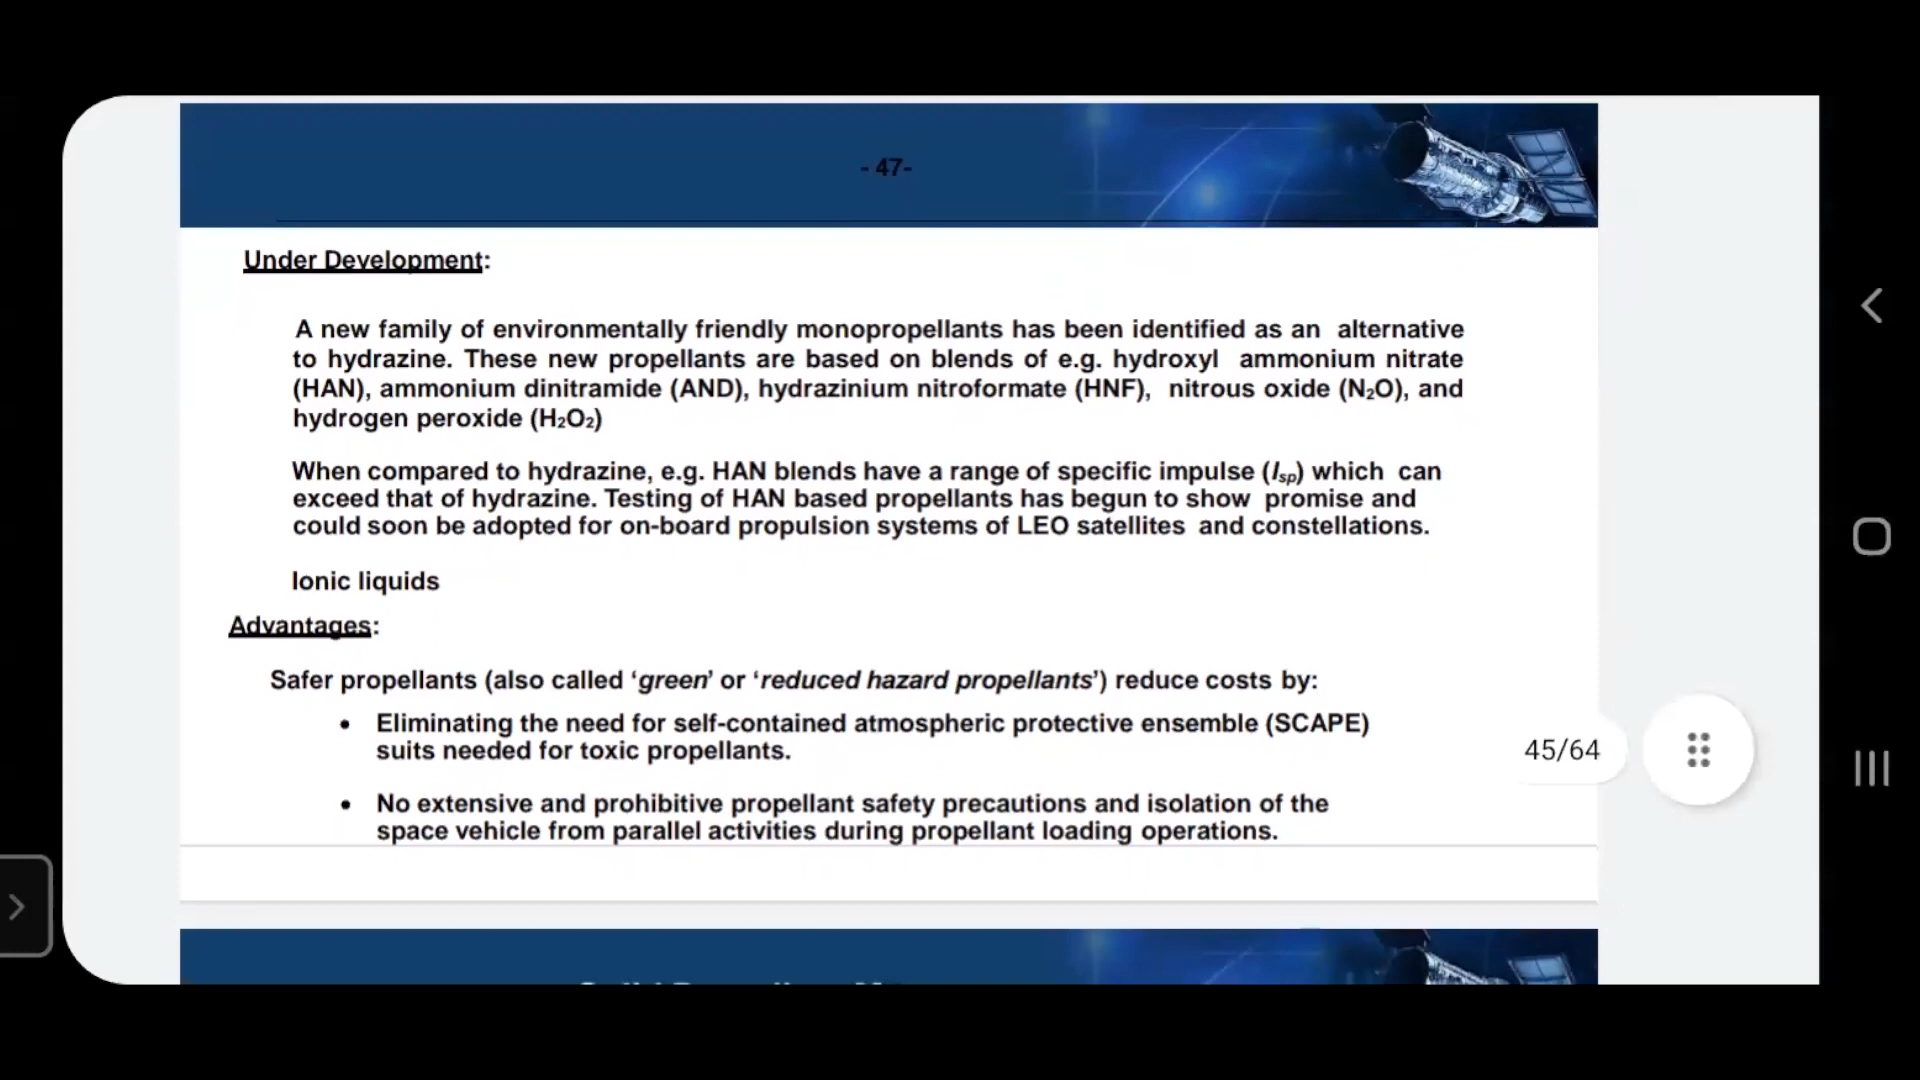 - 47-
Under Development:
A new family of environmentally friendly monopropellants has been identified as an alternative
to hydrazine. These new propellants are based on blends of e.g. hydroxyl ammonium nitrate
(HAN), ammonium dinitramide (AND), hydrazinium nitroformate (HNF), nitrous oxide (N₂O), and
hydrogen peroxide (H₂O₂)
When compared to hydrazine, e.g. HAN blends have a range of specific impulse (Isp) which can
exceed that of hydrazine. Testing of HAN based propellants has begun to show promise and
could soon be adopted for on-board propulsion systems of LEO satellites and constellations.
Ionic liquids
Advantages:
Safer propellants (also called ‘green’ or ‘reduced hazard propellants’) reduce costs by:
• Eliminating the need for self-contained atmospheric protective ensemble (SCAPE)
suits needed for toxic propellants.
45/64
• No extensive and prohibitive propellant safety precautions and isolation of the
space vehicle from parallel activities during propellant loading operations.